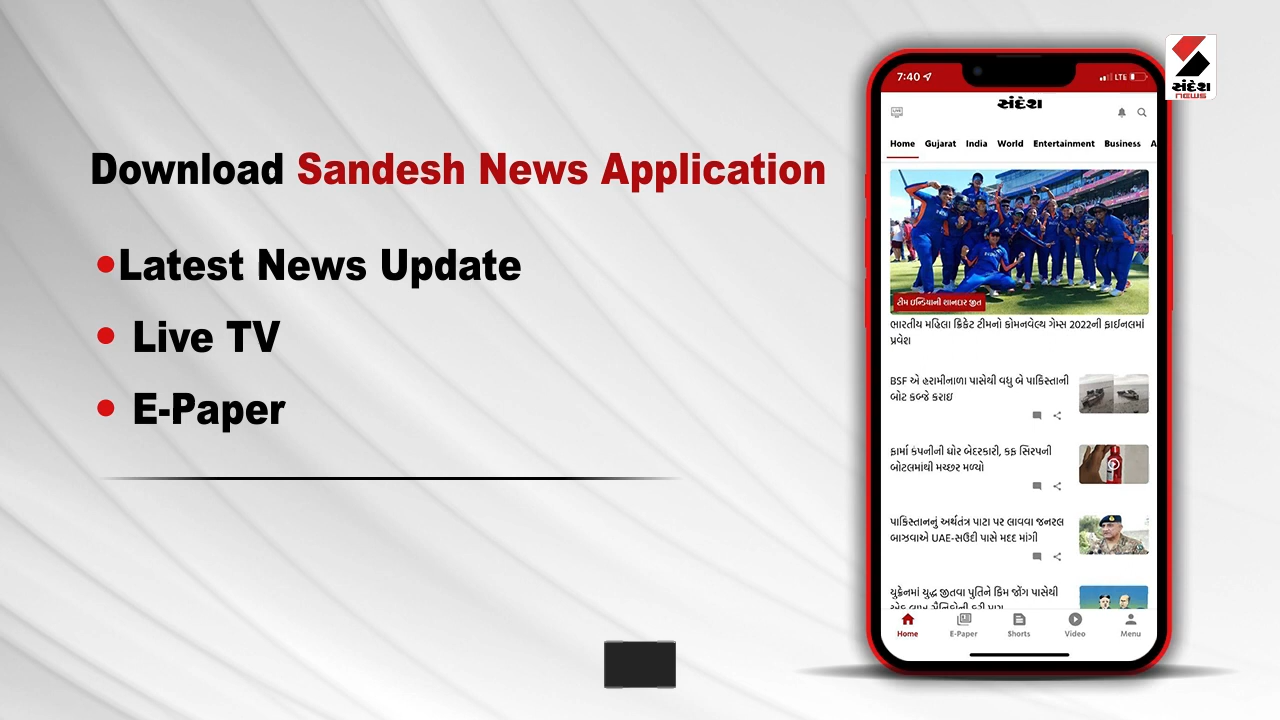 Download Sandesh News Application
•Latest News Update
• Live TV
• E-Paper
સંદેશ
news
7:40
LTE
LIVE
સંદેશ
Home Gujarat India World Entertainment Business A
ટીમ ઇન્ડિયાની શાનદાર જીત
ભારતીય મહિલા ક્રિકેટ ટીમનો કોમનવેલ્થ ગેમ્સ 2022ની ફાઈનલમાં
પ્રવેશ
BSF એ હરામીનાળા પાસેથી વધુ બે પાકિસ્તાની
બોટ કબ્જે કરાઇ
ફાર્મા કંપનીની ઘોર બેદરકારી, કફ સિરપની
બોટલમાંથી મચ્છર મળ્યો
પાકિસ્તાનનું અર્થતંત્ર પાટા પર લાવવા જનરલ
બાઝવાએ UAE-સઉદી પાસે મદદ માંગી
યુક્રેનમાં યુદ્ધ જીતવા પુતિને કિમ જોંગ પાસેથી
Home E-Paper Shorts Video Menu